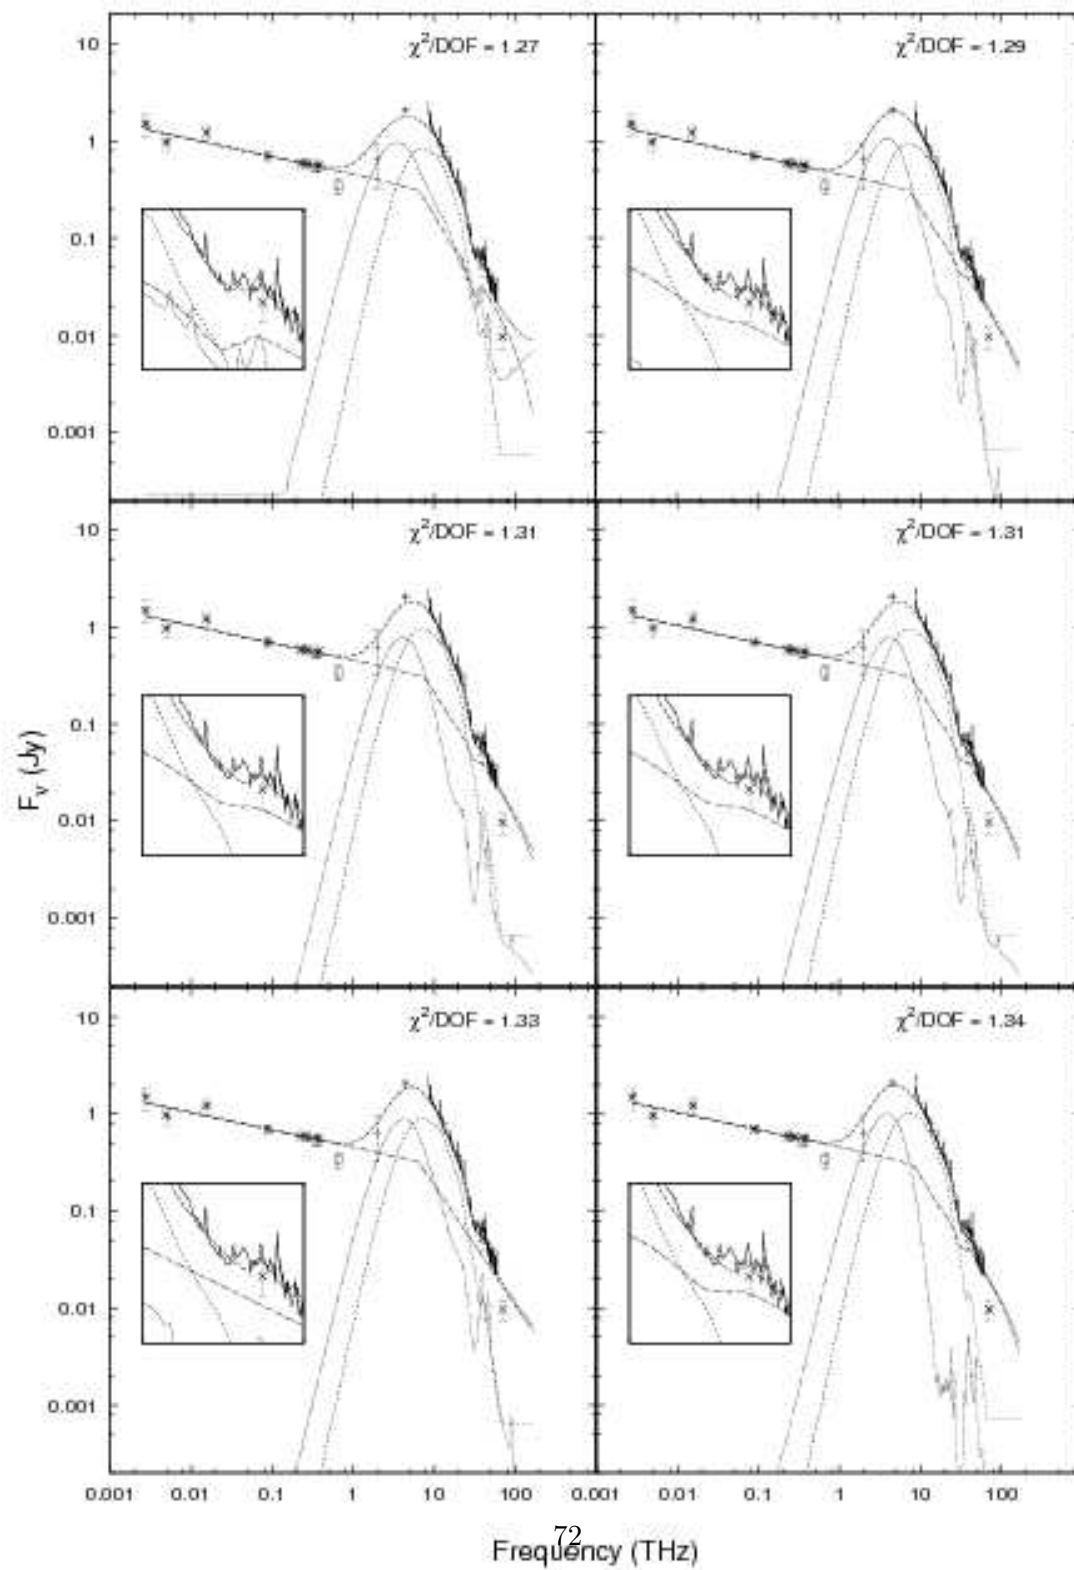 10
1
0.1
0.01
0.001
χ²/DOF = 1.27
χ²/DOF = 1.29
10
1
0.1
0.01
0.001
χ²/DOF = 1.31
χ²/DOF = 1.31
F_ν (Jy)
10
1
0.1
0.01
0.001
χ²/DOF = 1.33
χ²/DOF = 1.34
0.001 0.01 0.1 1 10 100 0.001 0.01 0.1 1 10 100
72
Frequency (THz)